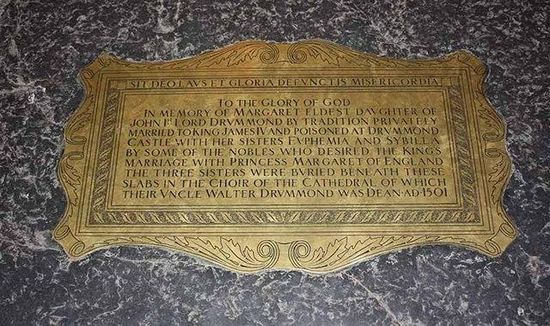 SIT DEO LAVS ET GLORIA DEFVNCTIS MISERICORDIA
TO THE GLORY OF GOD
IN MEMORY OF MARGARET ELDEST DAUGHTER OF
JOHN 1ST LORD DRVMMOND BY TRADITION PRIVATELY
MARRIED TO KING JAMES IV AND POISONED AT DRVMMOND
CASTLE WITH HER SISTERS EVPHEMIA AND SYBILLA
BY SOME OF THE NOBLES WHO DESIRED THE KING'S
MARRIAGE WITH PRINCESS MARGARET OF ENGLAND
THE THREE SISTERS WERE BURIED BENEATH THESE
SLABS IN THE CHOIR OF THE CATHEDRAL OF WHICH
THEIR VNCLE WALTER DRVMMOND WAS DEAN·AD·1501